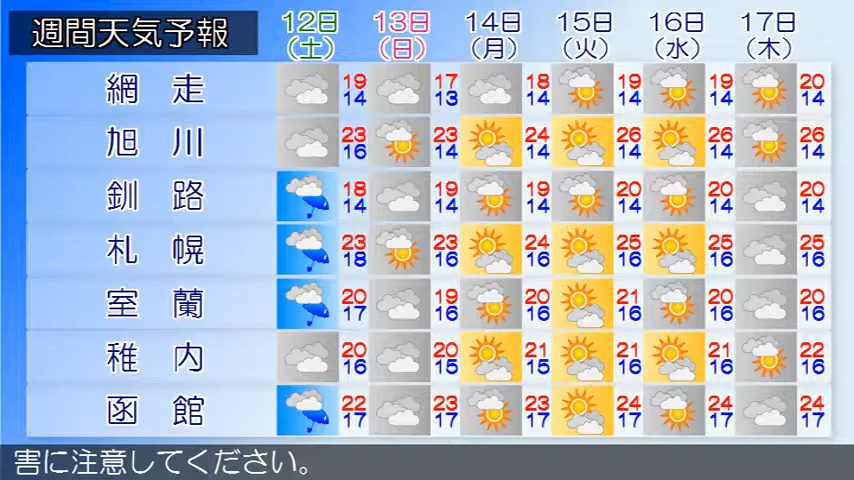 週間天気予報 12日 13日 14日 15日 16日 17日
(土) (日) (月) (火) (水) (木)
網走 19 17 18 19 19 20
14 13 14 14 14 14
旭川 23 23 24 26 26 26
16 14 14 14 14 14
釧路 18 19 19 20 20 20
14 14 14 14 14 14
札幌 23 23 24 25 25 25
18 16 16 16 16 16
室蘭 20 19 20 21 20 20
17 16 16 16 16 16
稚内 20 20 21 21 21 22
16 15 15 16 16 16
函館 22 23 23 24 24 24
17 17 17 17 17 17
害に注意してください。